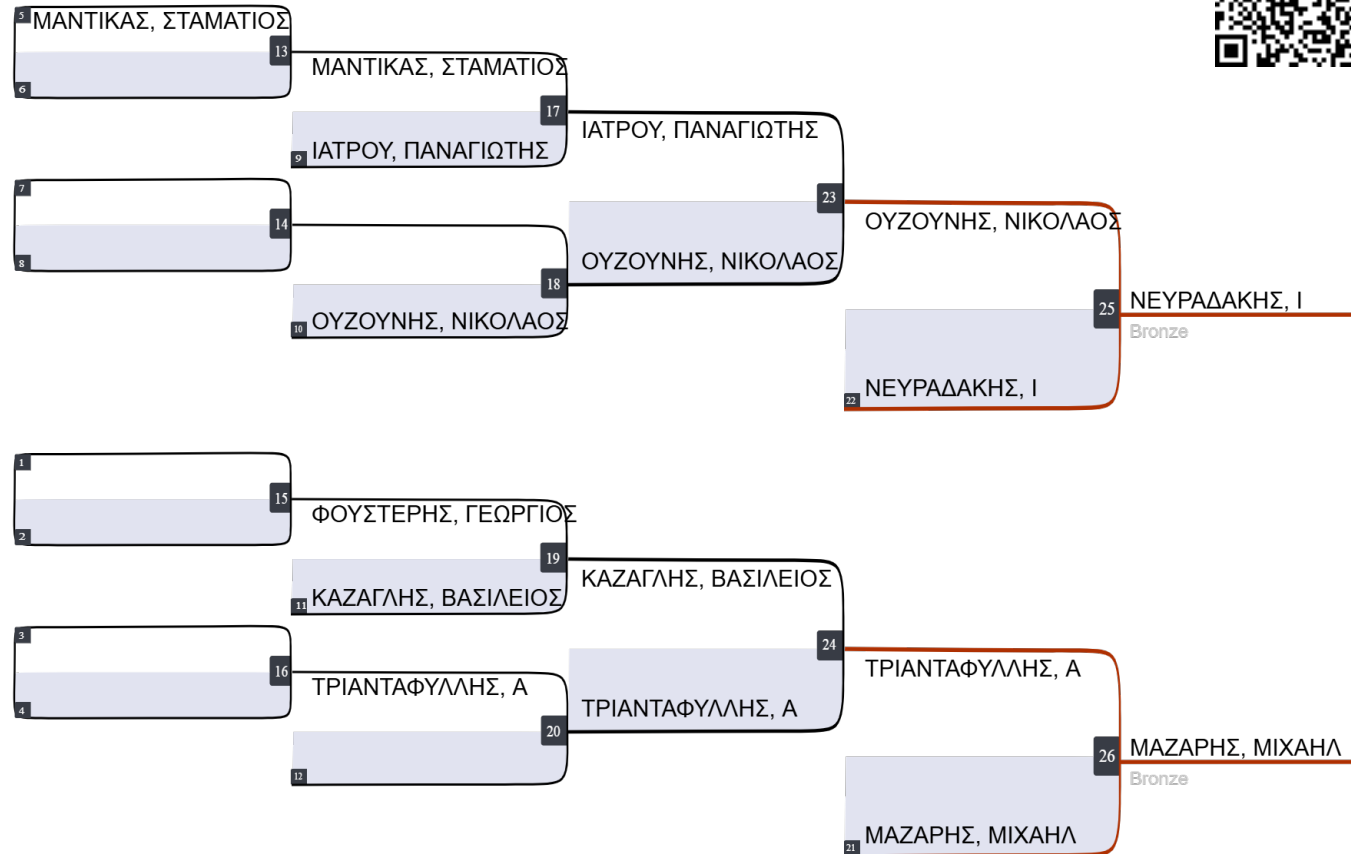 5 ΜΑΝΤΙΚΑΣ, ΣΤΑΜΑΤΙΟΣ
13
6
ΜΑΝΤΙΚΑΣ, ΣΤΑΜΑΤΙΟΣ
17
9 ΙΑΤΡΟΥ, ΠΑΝΑΓΙΩΤΗΣ
7
14
8
18
10 ΟΥΖΟΥΝΗΣ, ΝΙΚΟΛΑΟΣ
ΙΑΤΡΟΥ, ΠΑΝΑΓΙΩΤΗΣ
23
ΟΥΖΟΥΝΗΣ, ΝΙΚΟΛΑΟΣ
ΟΥΖΟΥΝΗΣ, ΝΙΚΟΛΑΟΣ
25
22 ΝΕΥΡΑΔΑΚΗΣ, Ι
ΝΕΥΡΑΔΑΚΗΣ, Ι
Bronze
1
15
2
ΦΟΥΣΤΕΡΗΣ, ΓΕΩΡΓΙΟΣ
19
11 ΚΑΖΑΓΛΗΣ, ΒΑΣΙΛΕΙΟΣ
3
16
4
ΤΡΙΑΝΤΑΦΥΛΛΗΣ, Α
20
12
ΚΑΖΑΓΛΗΣ, ΒΑΣΙΛΕΙΟΣ
24
ΤΡΙΑΝΤΑΦΥΛΛΗΣ, Α
ΤΡΙΑΝΤΑΦΥΛΛΗΣ, Α
26
21 ΜΑΖΑΡΗΣ, ΜΙΧΑΗΛ
ΜΑΖΑΡΗΣ, ΜΙΧΑΗΛ
Bronze